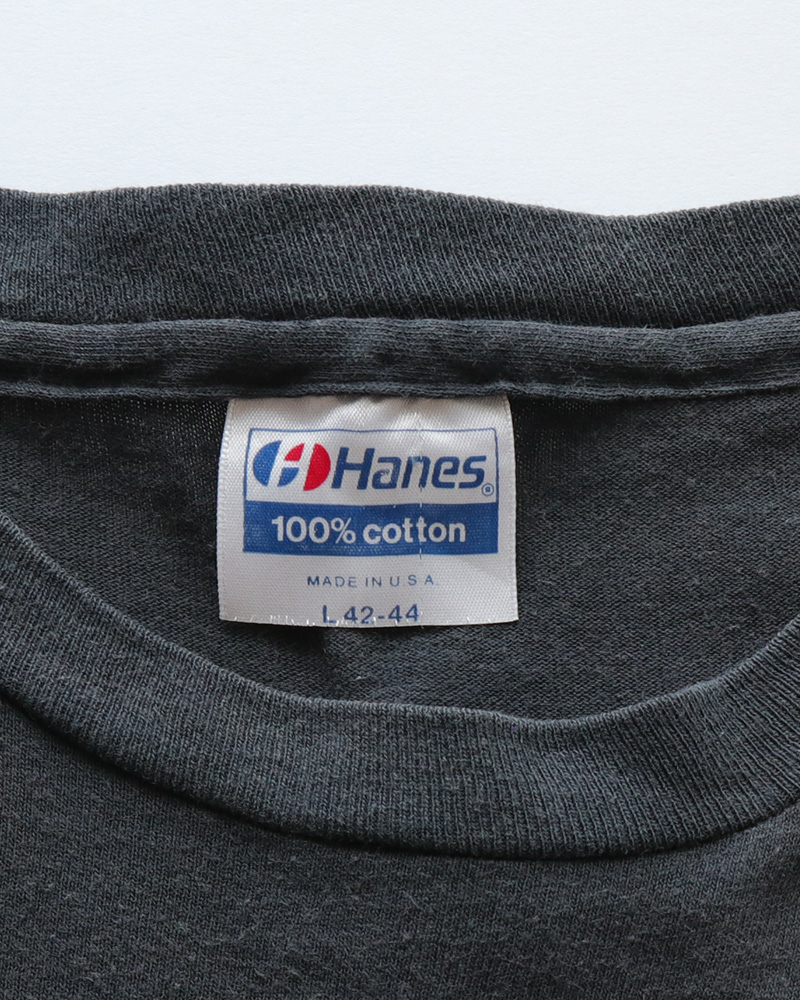 Hanes®
100% cotton
MADE IN U.S.A.
L 42-44